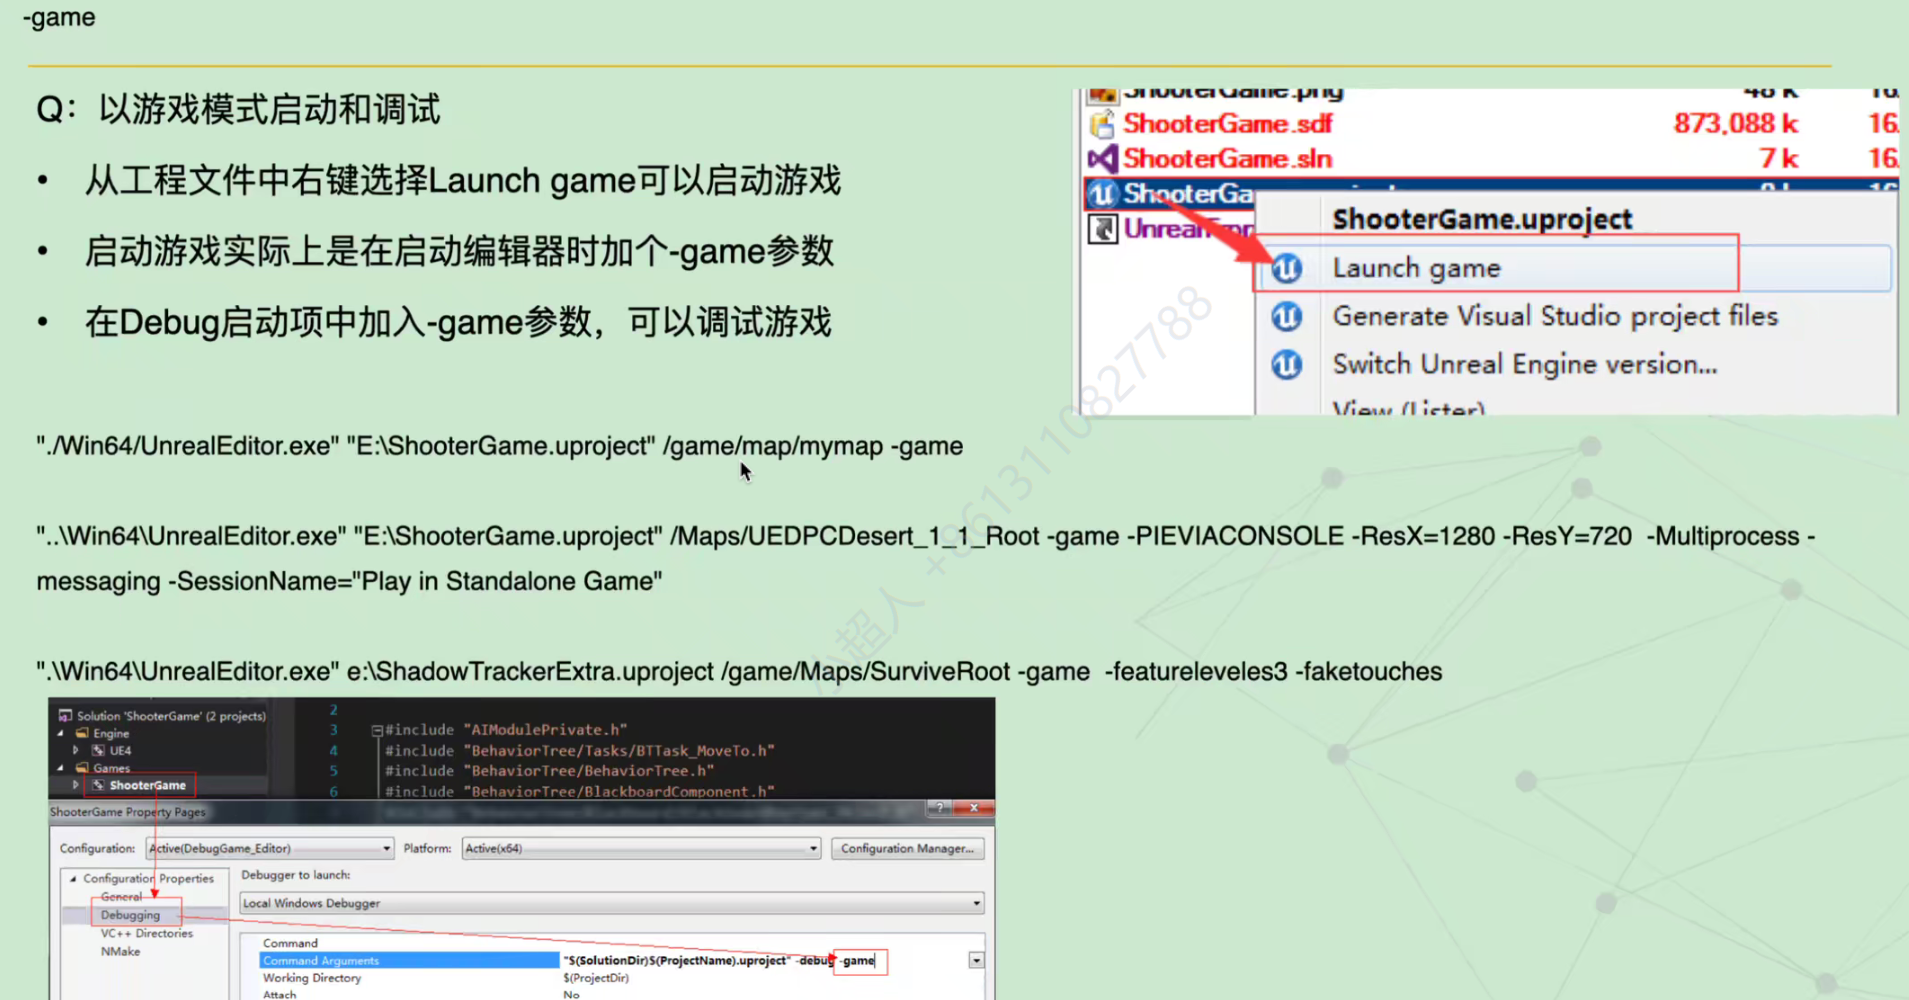 -game
Q：以游戏模式启动和调试
• 从工程文件中右键选择Launch game可以启动游戏
• 启动游戏实际上是在启动编辑器时加个-game参数
• 在Debug启动项中加入-game参数，可以调试游戏
ShooterGame.png 48 k 16
ShooterGame.sdf 873,088 k 16.
ShooterGame.sln 7 k 16.
ShooterGa
ShooterGame.uproject
Launch game
Generate Visual Studio project files
Switch Unreal Engine version...
View (Lister)
"./Win64/UnrealEditor.exe" "E:\ShooterGame.uproject" /game/map/mymap -game
"..\Win64\UnrealEditor.exe" "E:\ShooterGame.uproject" /Maps/UEDPCDesert_1_1_Root -game -PIEVIACONSOLE -ResX=1280 -ResY=720 -Multiprocess -
messaging -SessionName="Play in Standalone Game"
".\Win64\UnrealEditor.exe" e:\ShadowTrackerExtra.uproject /game/Maps/SurviveRoot -game -featureleveles3 -faketouches
小超人 +8613110827788
Solution 'ShooterGame' (2 projects)
Engine
UE4
Games
ShooterGame
2
3 #include "AIModulePrivate.h"
4 #include "BehaviorTree/Tasks/BTTask_MoveTo.h"
5 #include "BehaviorTree/BehaviorTree.h"
6 #include "BehaviorTree/BlackboardComponent.h"
ShooterGame Property Pages
Configuration: Active(DebugGame_Editor) Platform: Active(x64) Configuration Manager...
Configuration Properties
General
Debugging
VC++ Directories
NMake
Debugger to launch:
Local Windows Debugger
Command
Command Arguments "$(SolutionDir)$(ProjectName).uproject" -debug -game
Working Directory $(ProjectDir)
Attach No